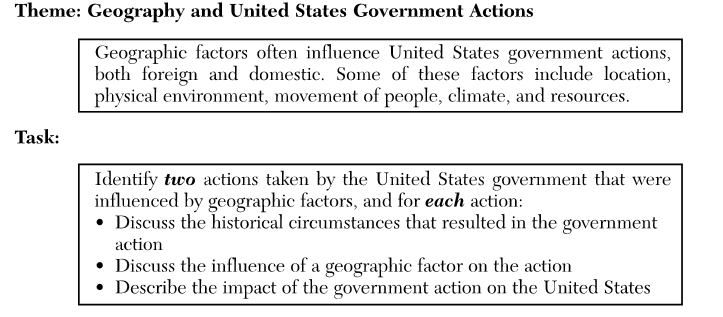 Theme: Geography and United States Government Actions
Geographic factors often influence United States government actions,
both foreign and domestic. Some of these factors include location,
physical environment, movement of people, climate, and resources.
Task:
Identify two actions taken by the United States government that were
influenced by geographic factors, and for each action:
• Discuss the historical circumstances that resulted in the government
action
• Discuss the influence of a geographic factor on the action
• Describe the impact of the government action on the United States